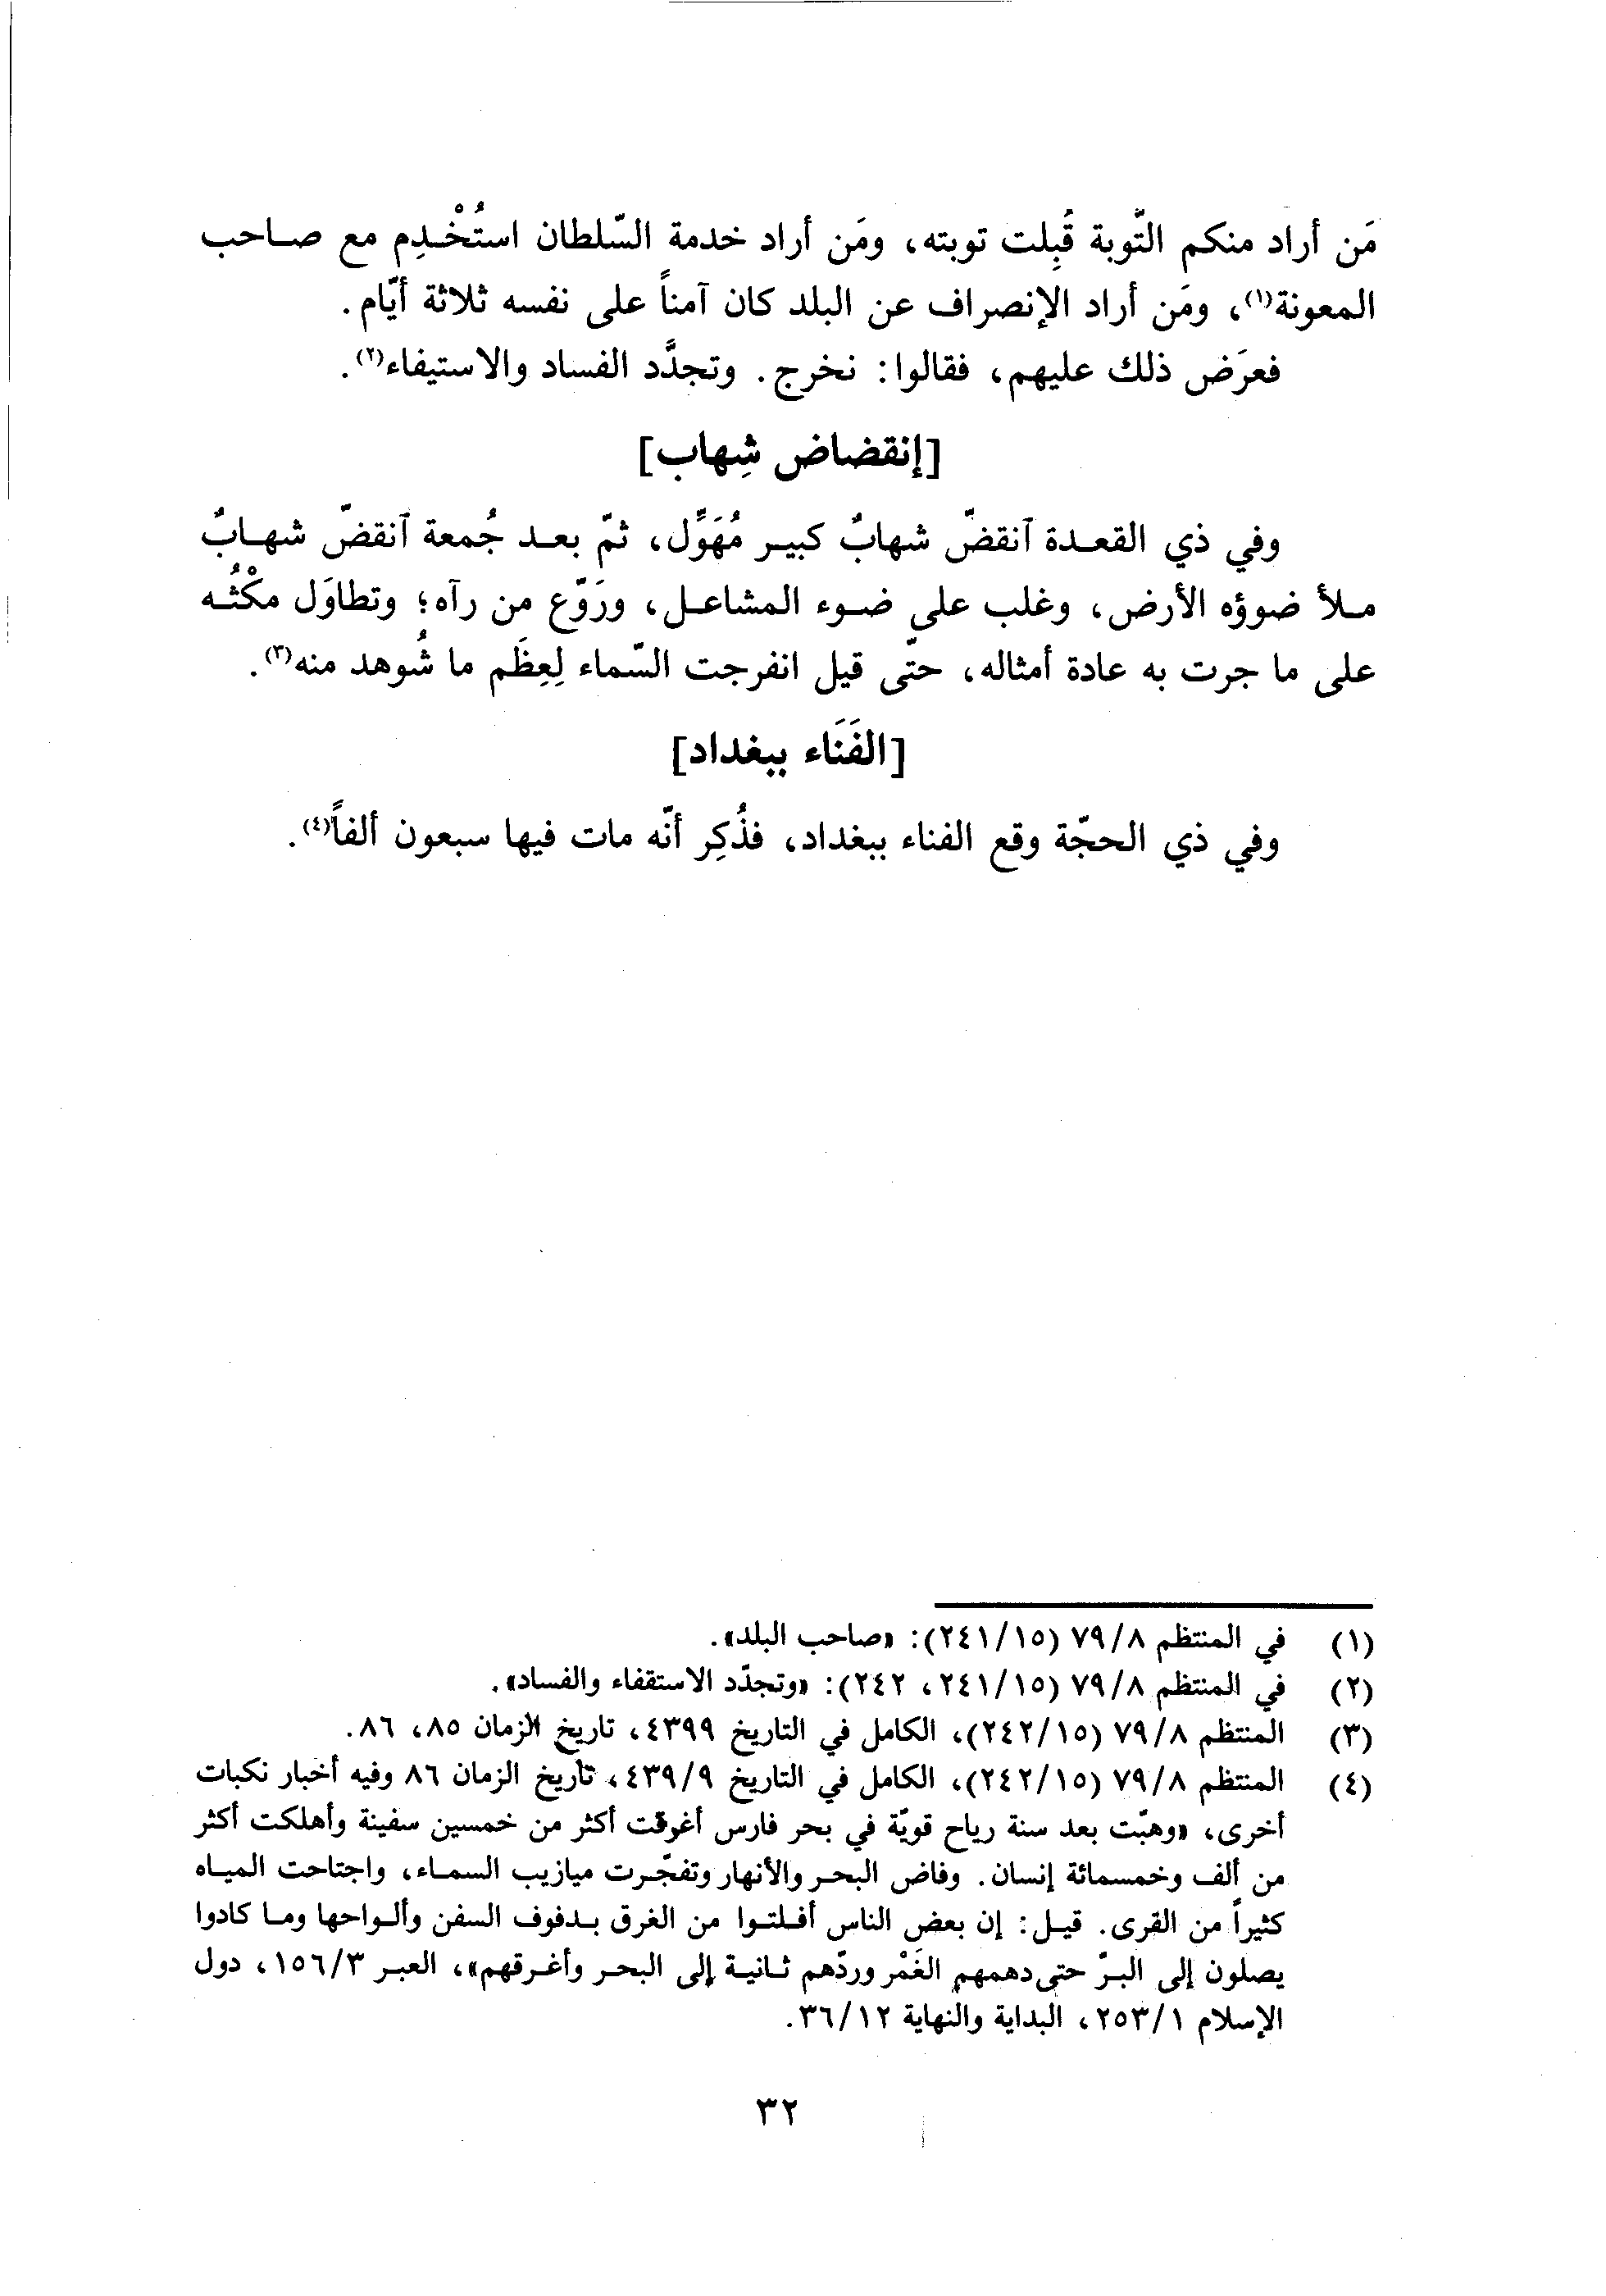 مَن أراد منكم التّوبة قُبِلت توبته، ومَن أراد خدمة السّلطان استُخْدِم مع صاحب
المعونة(١)، ومَن أراد الإنصراف عن البلد كان آمناً على نفسه ثلاثة أيّام.
فعرَض ذلك عليهم، فقالوا: نخرج. وتجدَّد الفساد والاستيفاء(٢).
[إنقضاض شِهاب]
وفي ذي القعدة آنقضّ شهابٌ كبير مُهَوِّل، ثمّ بعد جُمعة آنقضّ شهابٌ
ملأ ضوؤه الأرض، وغلب على ضوء المشاعل، ورَوّع من رآه؛ وتطاوَل مكْثُه
على ما جرت به عادة أمثاله، حتّى قيل انفرجت السّماء لِعِظَم ما شُوهد منه(٣).
[الفَنَاء ببغداد]
وفي ذي الحجّة وقع الفناء ببغداد، فذُكِر أنّه مات فيها سبعون ألفاً(٤).
(١) في المنتظم ٧٩/٨ (٢٤١/١٥): «صاحب البلد».
(٢) في المنتظم ٧٩/٨ (٢٤١/١٥، ٢٤٢): «وتجدّد الاستقفاء والفساد».
(٣) المنتظم ٧٩/٨ (٢٤٢/١٥)، الكامل في التاريخ ٤٣٩٩، تاريخ الزمان ٨٥، ٨٦.
(٤) المنتظم ٧٩/٨ (٢٤٢/١٥)، الكامل في التاريخ ٤٣٩/٩، تاريخ الزمان ٨٦ وفيه أخبار نكبات
أخرى، «وهبّت بعد سنة رياح قويّة في بحر فارس أغرقت أكثر من خمسين سفينة وأهلكت أكثر
من ألف وخمسمائة إنسان. وفاض البحر والأنهار وتفجّرت ميازيب السماء، واجتاحت المياه
كثيراً من القرى. قيل: إن بعض الناس أفلتوا من الغرق بدفوف السفن وألواحها وما كادوا
يصلون إلى البرّ حتى دهمهم الغَمْر وردّهم ثانية إلى البحر وأغرقهم»، العبر ١٥٦/٣، دول
الإسلام ٢٥٣/١، البداية والنهاية ٣٦/١٢.
٣٢